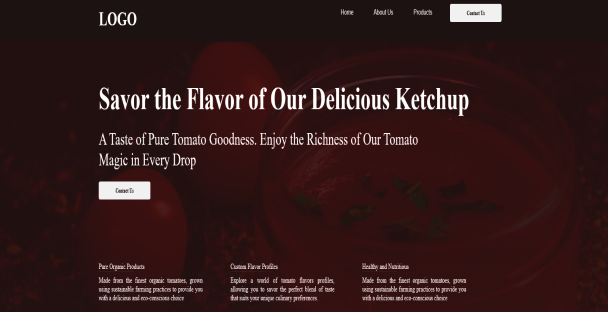 LOGO
Home About Us Products Contact Us
Savor the Flavor of Our Delicious Ketchup
A Taste of Pure Tomato Goodness. Enjoy the Richness of Our Tomato
Magic in Every Drop
Contact Us
Pure Organic Products
Made from the finest organic tomatoes, grown
using sustainable farming practices to provide you
with a delicious and eco-conscious choice
Custom Flavor Profiles
Explore a world of tomato flavors profiles,
allowing you to savor the perfect blend of taste
that suits your unique culinary preferences
Healthy and Nutritious
Made from the finest organic tomatoes, grown
using sustainable farming practices to provide you
with a delicious and eco-conscious choice